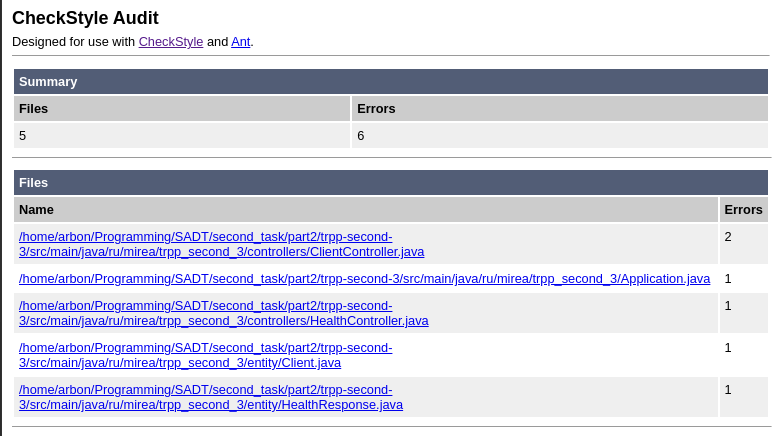 CheckStyle Audit
Designed for use with CheckStyle and Ant.
Summary
Files Errors
5 6
Files
Name Errors
/home/arbon/Programming/SADT/second_task/part2/trpp-second- 2
3/src/main/java/ru/mirea/trpp_second_3/controllers/ClientController.java
/home/arbon/Programming/SADT/second_task/part2/trpp-second-3/src/main/java/ru/mirea/trpp_second_3/Application.java 1
/home/arbon/Programming/SADT/second_task/part2/trpp-second- 1
3/src/main/java/ru/mirea/trpp_second_3/controllers/HealthController.java
/home/arbon/Programming/SADT/second_task/part2/trpp-second- 1
3/src/main/java/ru/mirea/trpp_second_3/entity/Client.java
/home/arbon/Programming/SADT/second_task/part2/trpp-second- 1
3/src/main/java/ru/mirea/trpp_second_3/entity/HealthResponse.java